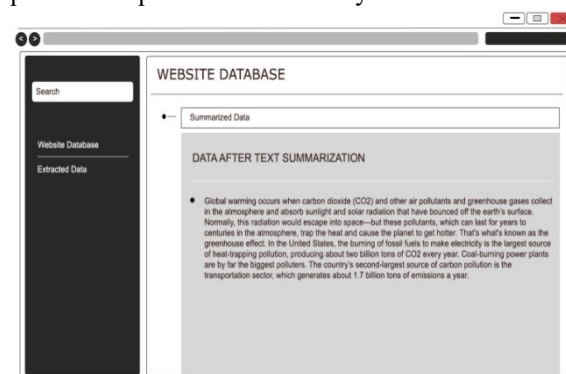 WEBSITE DATABASE
Search
Website Database
Extracted Data
Summarized Data
DATA AFTER TEXT SUMMARIZATION
Global warming occurs when carbon dioxide (CO2) and other air pollutants and greenhouse gases collect
in the atmosphere and absorb sunlight and solar radiation that have bounced off the earth's surface.
Normally, this radiation would escape into space—but these pollutants, which can last for years to
centuries in the atmosphere, trap the heat and cause the planet to get hotter. That's what's known as the
greenhouse effect. In the United States, the burning of fossil fuels to make electricity is the largest source
of heat-trapping pollution, producing about two billion tons of CO2 every year. Coal-burning power plants
are by far the biggest polluters. The country's second-largest source of carbon pollution is the
transportation sector, which generates about 1.7 billion tons of emissions a year.